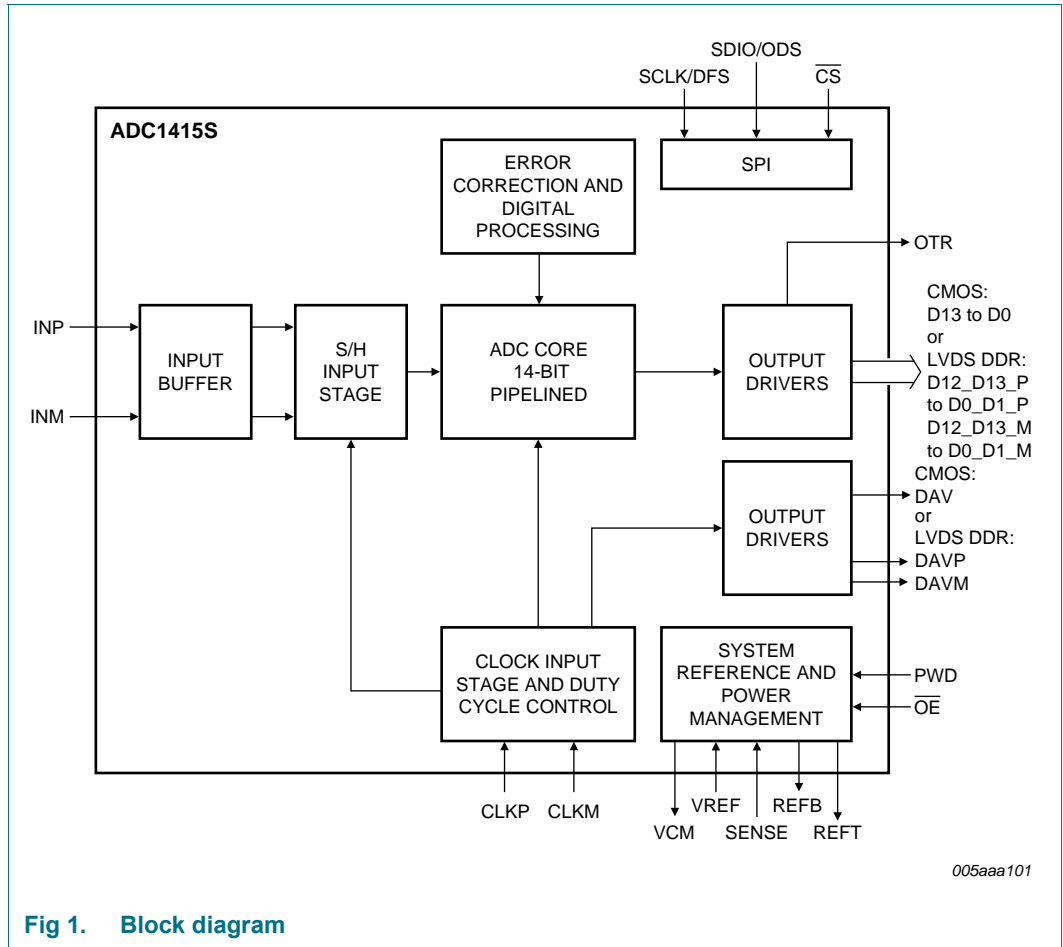 SDIO/ODS
SCLK/DFS
CS
ADC1415S
ERROR
CORRECTION AND
DIGITAL
PROCESSING
SPI
OTR
INP
INM
INPUT
BUFFER
S/H
INPUT
STAGE
ADC CORE
14-BIT
PIPELINED
OUTPUT
DRIVERS
CMOS:
D13 to D0
or
LVDS DDR:
D12_D13_P
to D0_D1_P
D12_D13_M
to D0_D1_M
CMOS:
DAV
or
LVDS DDR:
DAVP
DAVM
OUTPUT
DRIVERS
CLOCK INPUT
STAGE AND DUTY
CYCLE CONTROL
SYSTEM
REFERENCE AND
POWER
MANAGEMENT
PWD
OE
CLKP CLKM
VCM
VREF
SENSE
REFB
REFT
005aaa101
Fig 1. Block diagram